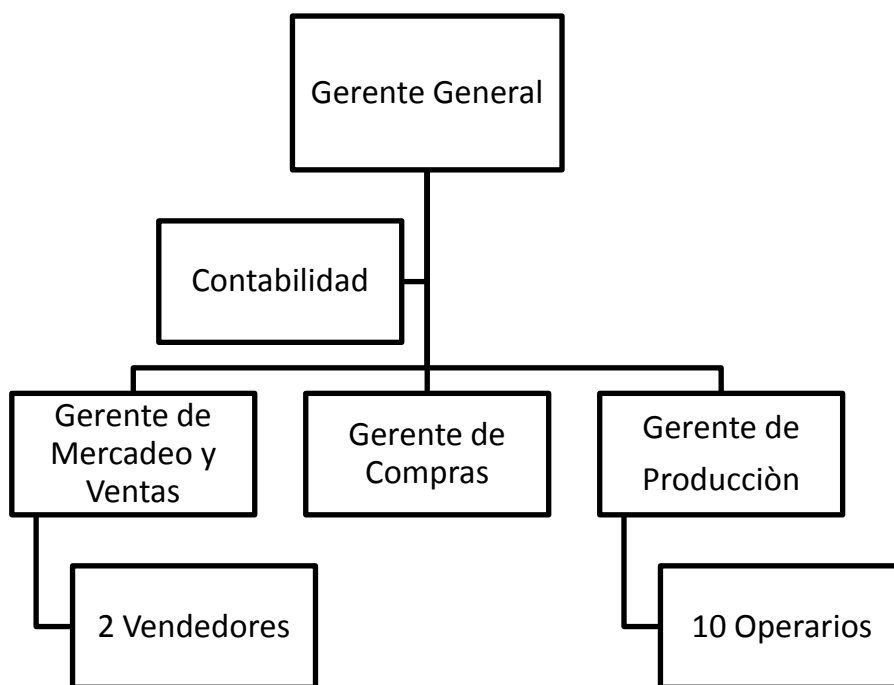 Gerente General
Contabilidad
Gerente de
Mercadeo y
Ventas
Gerente de
Compras
Gerente de
Producciòn
2 Vendedores
10 Operarios